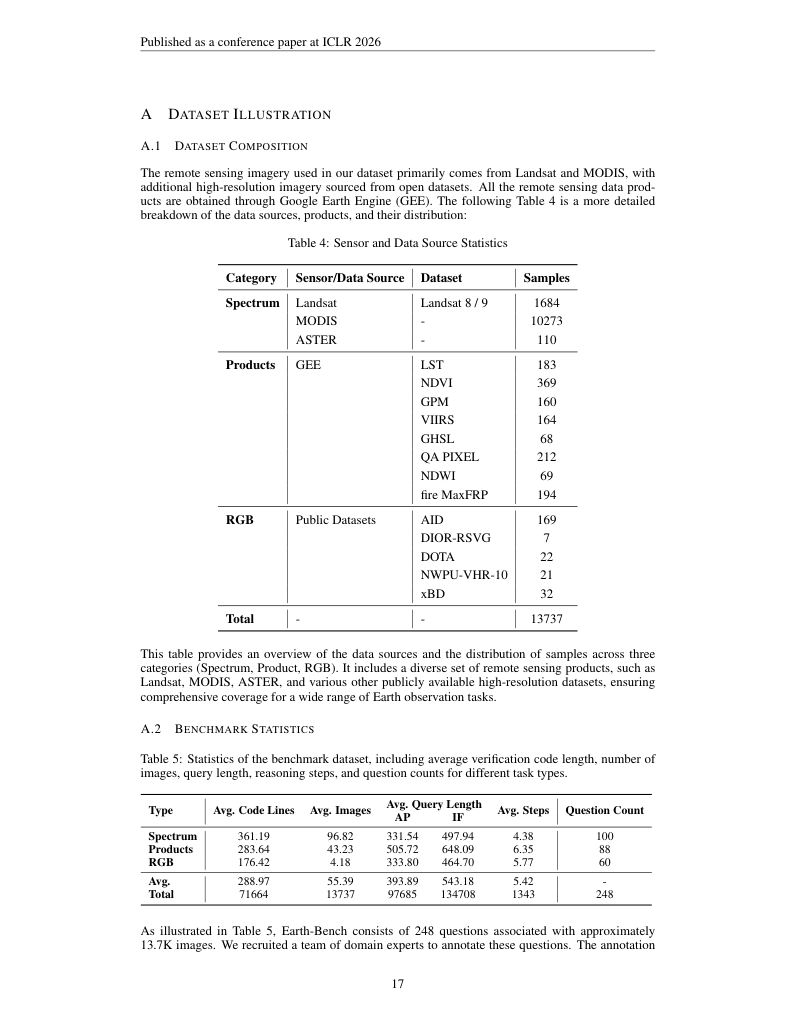 Published as a conference paper at ICLR 2026
A DATASET ILLUSTRATION
A.1 DATASET COMPOSITION
The remote sensing imagery used in our dataset primarily comes from Landsat and MODIS, with
additional high-resolution imagery sourced from open datasets. All the remote sensing data prod-
ucts are obtained through Google Earth Engine (GEE). The following Table 4 is a more detailed
breakdown of the data sources, products, and their distribution:
Table 4: Sensor and Data Source Statistics
Category Sensor/Data Source Dataset Samples
Spectrum Landsat Landsat 8 / 9 1684
MODIS - 10273
ASTER - 110
Products GEE LST 183
NDVI 369
GPM 160
VIIRS 164
GHSL 68
QA PIXEL 212
NDWI 69
fire MaxFRP 194
RGB Public Datasets AID 169
DIOR-RSVG 7
DOTA 22
NWPU-VHR-10 21
xBD 32
Total - - 13737
This table provides an overview of the data sources and the distribution of samples across three
categories (Spectrum, Product, RGB). It includes a diverse set of remote sensing products, such as
Landsat, MODIS, ASTER, and various other publicly available high-resolution datasets, ensuring
comprehensive coverage for a wide range of Earth observation tasks.
A.2 BENCHMARK STATISTICS
Table 5: Statistics of the benchmark dataset, including average verification code length, number of
images, query length, reasoning steps, and question counts for different task types.
Type Avg. Code Lines Avg. Images Avg. Query Length Avg. Steps Question Count
AP IF
Spectrum 361.19 96.82 331.54 497.94 4.38 100
Products 283.64 43.23 505.72 648.09 6.35 88
RGB 176.42 4.18 333.80 464.70 5.77 60
Avg. 288.97 55.39 393.89 543.18 5.42 -
Total 71664 13737 97685 134708 1343 248
As illustrated in Table 5, Earth-Bench consists of 248 questions associated with approximately
13.7K images. We recruited a team of domain experts to annotate these questions. The annotation
17